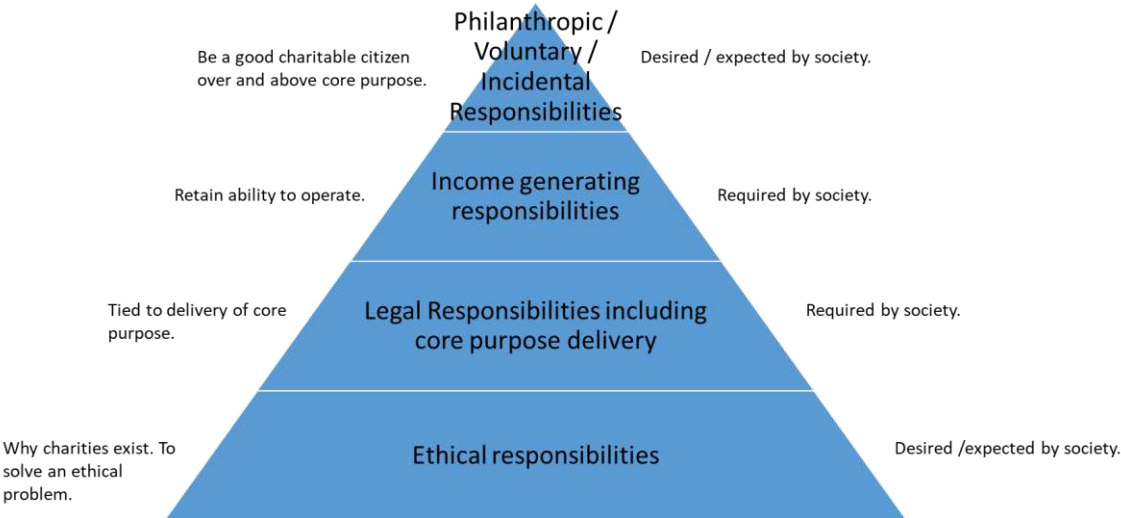 Philanthropic /
Voluntary /
Incidental
Responsibilities
Be a good charitable citizen
over and above core purpose.
Desired / expected by society.
Retain ability to operate.
Income generating
responsibilities
Required by society.
Tied to delivery of core
purpose.
Legal Responsibilities including
core purpose delivery
Required by society.
Why charities exist. To
solve an ethical
problem.
Ethical responsibilities
Desired /expected by society.